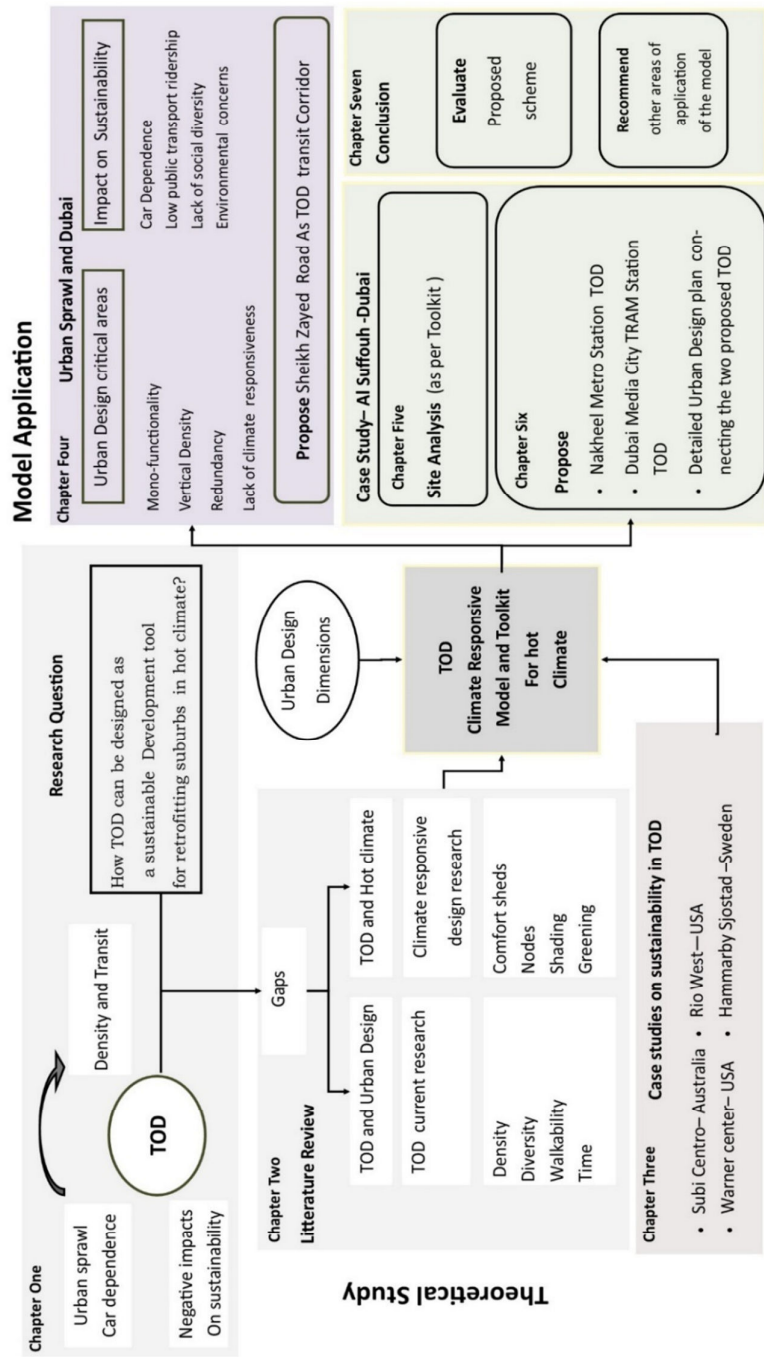 Theoretical Study
Chapter One
Urban sprawl
Car dependence
Negative impacts
On sustainability
TOD
Density and Transit
Research Question
How TOD can be designed as
a sustainable Development tool
for retrofitting suburbs in hot climate?
Chapter Two
Litterature Review
Gaps
TOD and Urban Design
TOD current research
Density
Diversity
Walkability
Time
TOD and Hot climate
Climate responsive
design research
Comfort sheds
Nodes
Shading
Greening
Chapter Three
Case studies on sustainability in TOD
• Subi Centro– Australia
• Rio West—USA
• Warner center– USA
• Hammarby Sjostad –Sweden
Urban Design
Dimensions
TOD
Climate Responsive
Model and Toolkit
For hot
Climate
Model Application
Chapter Four
Urban Sprawl and Dubai
Urban Design critical areas
Mono-functionality
Vertical Density
Redundancy
Lack of climate responsiveness
Impact on Sustainability
Car Dependence
Low public transport ridership
Lack of social diversity
Environmental concerns
Propose Sheikh Zayed Road As TOD transit Corridor
Case Study– Al Suffouh -Dubai
Chapter Five
Site Analysis (as per Toolkit )
Chapter Six
Propose
• Nakheel Metro Station TOD
• Dubai Media City TRAM Station
TOD
• Detailed Urban Design plan con-
necting the two proposed TOD
Chapter Seven
Conclusion
Evaluate
Proposed
scheme
Recommend
other areas of
application
of the model